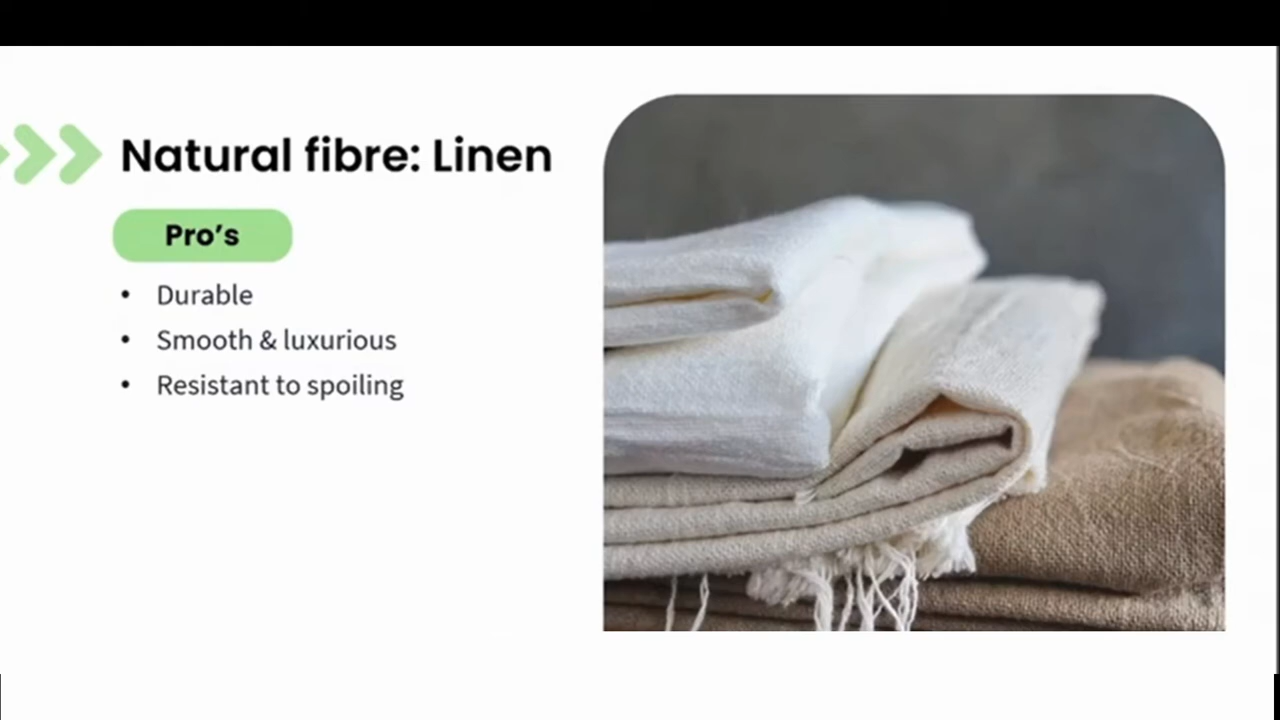 Natural fibre: Linen
Pro’s
• Durable
• Smooth & luxurious
• Resistant to spoiling